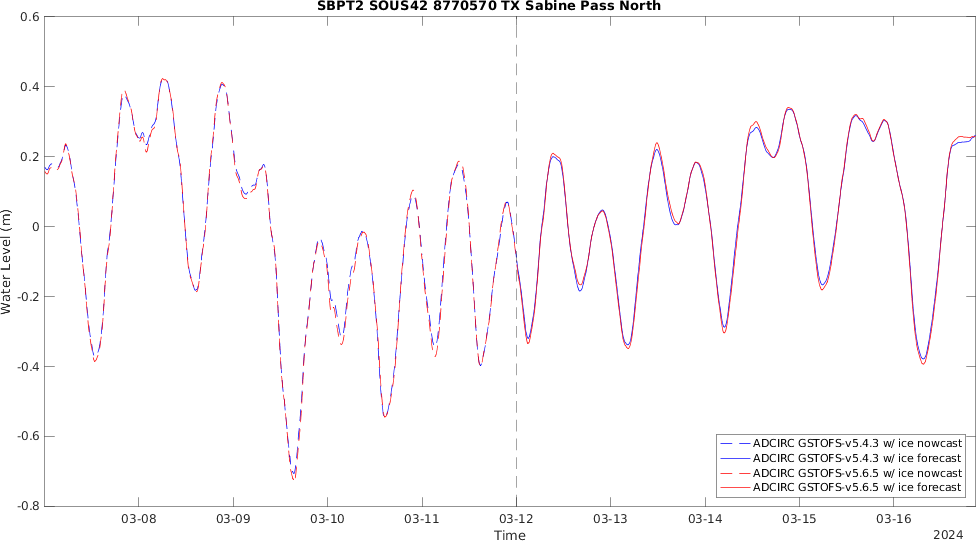 SBPT2 SOUS42 8770570 TX Sabine Pass North
0.6
0.4
0.2
0
-0.2
-0.4
-0.6
-0.8
Water Level (m)
03-08 03-09 03-10 03-11 03-12 03-13 03-14 03-15 03-16
Time
2024
ADCIRC GSTOFS-v5.4.3 w/ ice nowcast
ADCIRC GSTOFS-v5.4.3 w/ ice forecast
ADCIRC GSTOFS-v5.6.5 w/ ice nowcast
ADCIRC GSTOFS-v5.6.5 w/ ice forecast